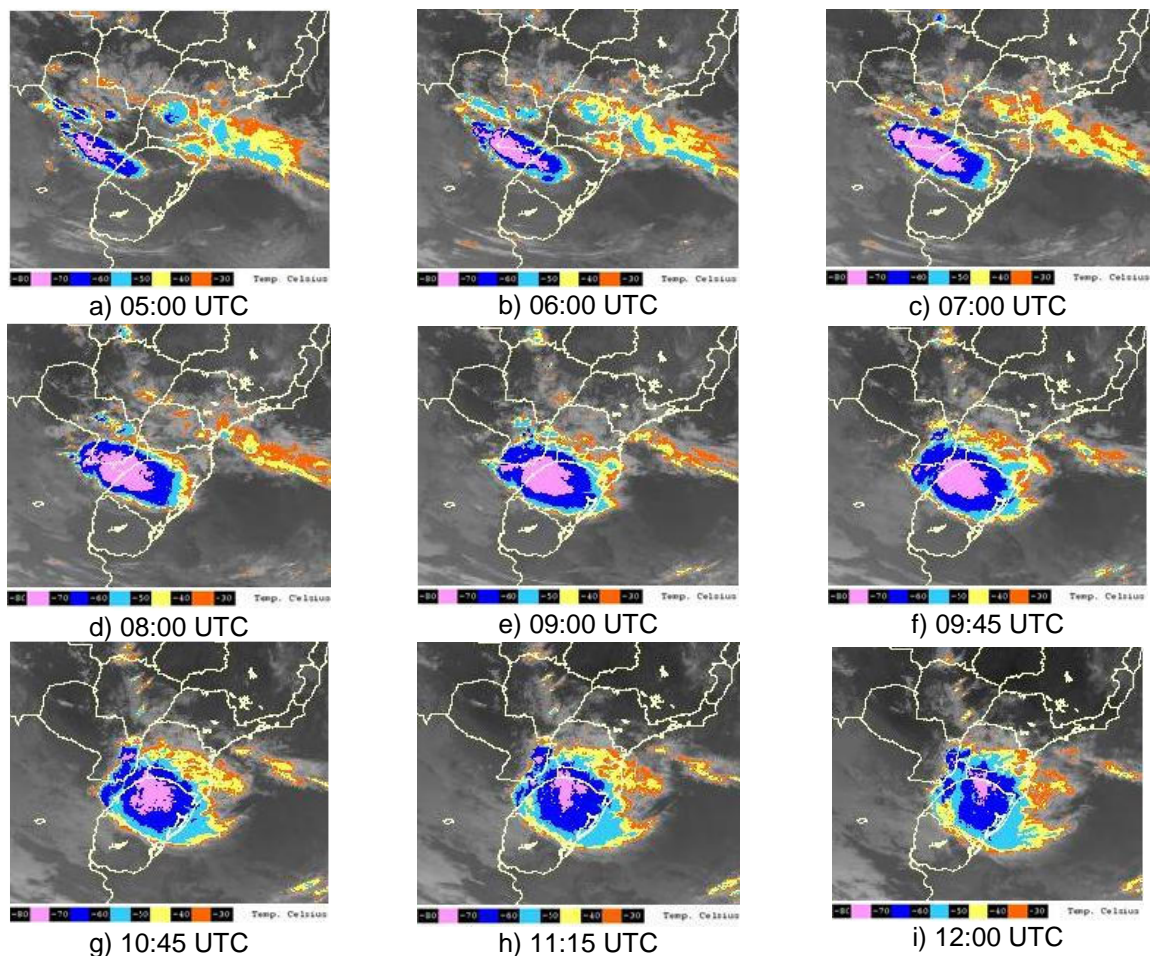 -80 -70 -60 -50 -40 -30 Temp. Celsius
-80 -70 -60 -50 -40 -30 Temp. Celsius
-80 -70 -60 -50 -40 -30 Temp. Celsius
a) 05:00 UTC
b) 06:00 UTC
c) 07:00 UTC
-80 -70 -60 -50 -40 -30 Temp. Celsius
-80 -70 -60 -50 -40 -30 Temp. Celsius
-80 -70 -60 -50 -40 -30 Temp. Celsius
d) 08:00 UTC
e) 09:00 UTC
f) 09:45 UTC
-80 -70 -60 -50 -40 -30 Temp. Celsius
-80 -70 -60 -50 -40 -30 Temp. Celsius
-80 -70 -60 -50 -40 -30 Temp. Celsius
g) 10:45 UTC
h) 11:15 UTC
i) 12:00 UTC